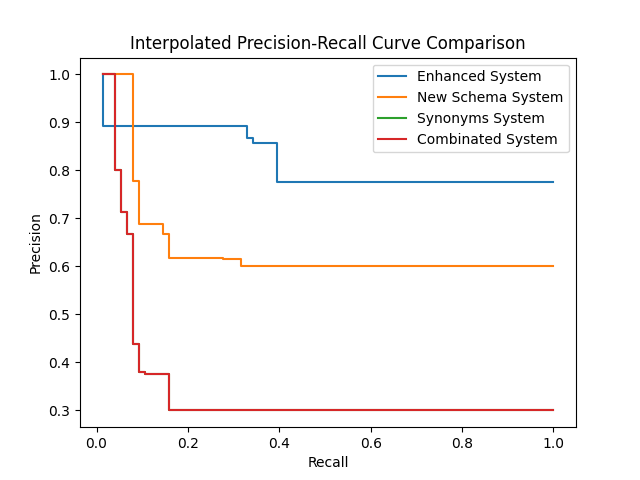 Interpolated Precision-Recall Curve Comparison
Enhanced System
New Schema System
Synonyms System
Combined System
1.0
0.9
0.8
0.7
0.6
0.5
0.4
0.3
Precision
0.0 0.2 0.4 0.6 0.8 1.0
Recall